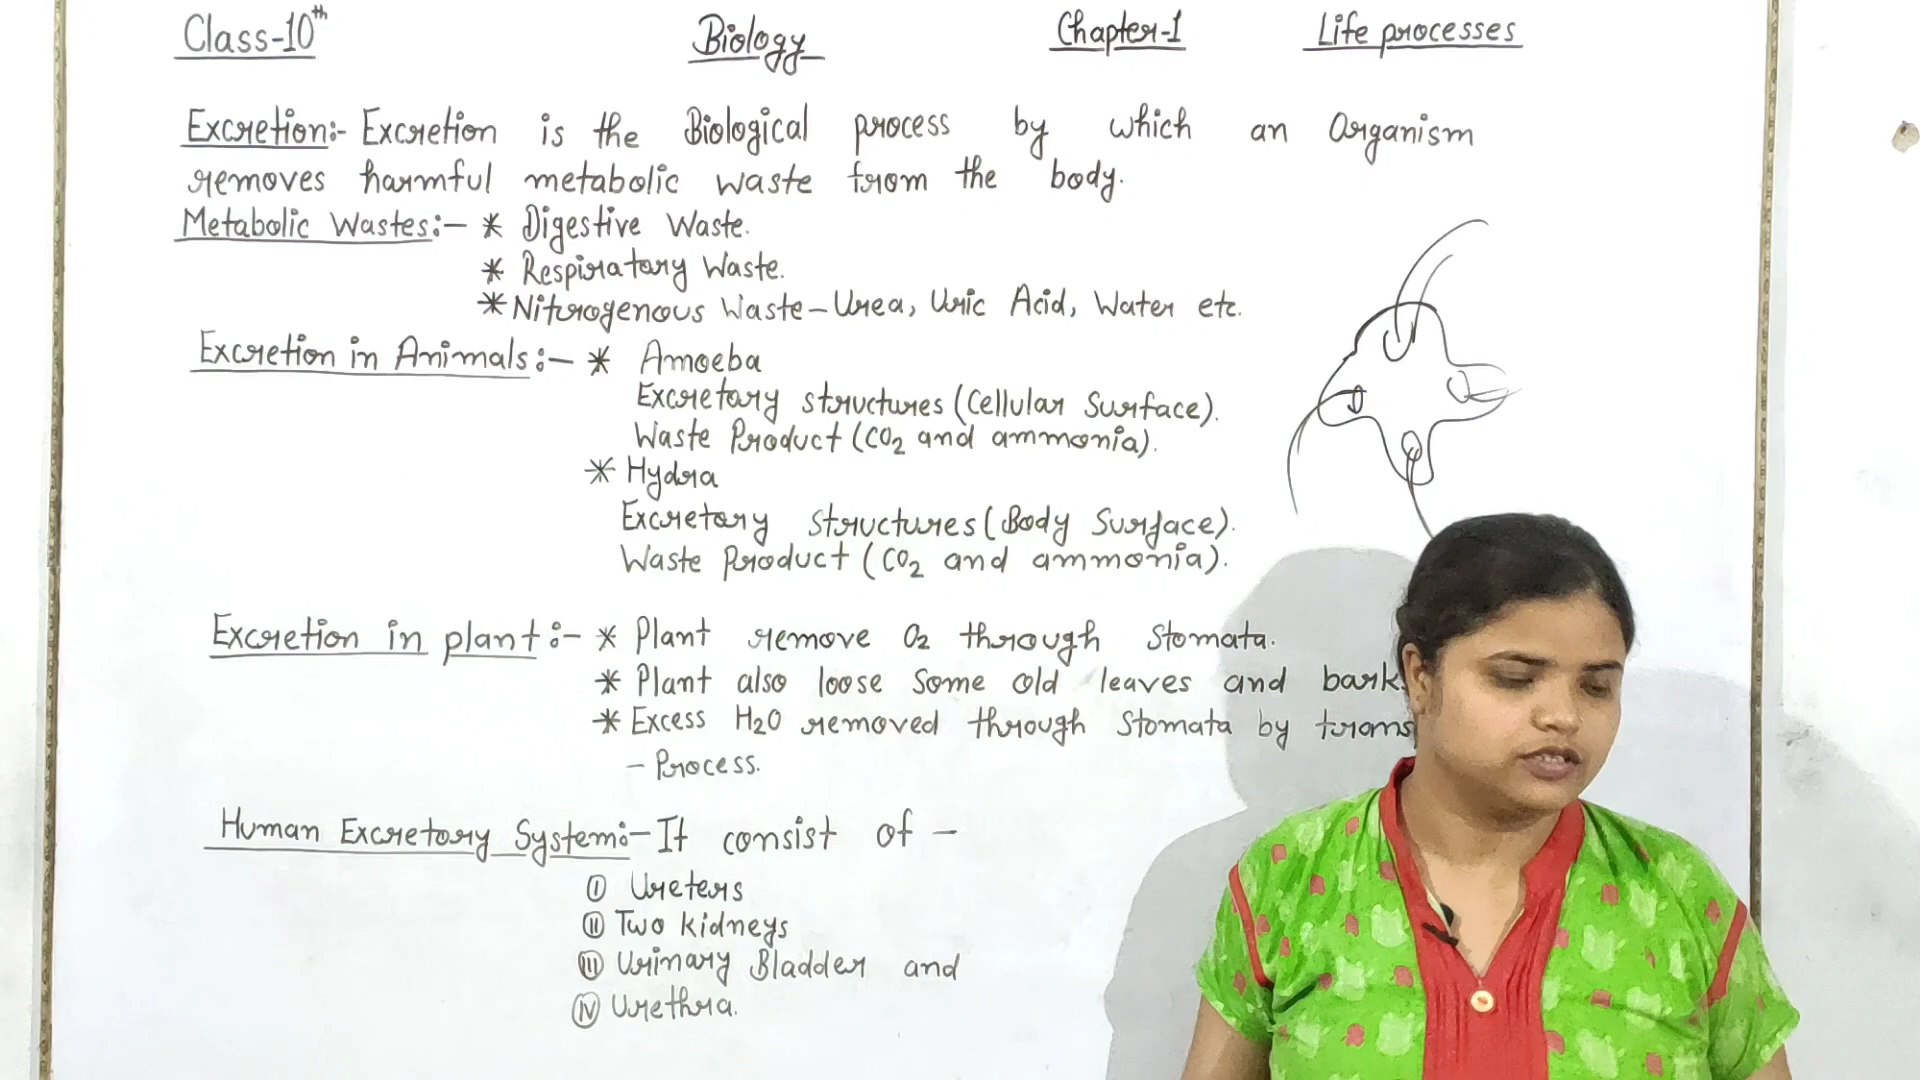 Class-10th Biology Chapter-1 Life processes
Excretion:- Excretion is the Biological process by which an Organism
removes harmful metabolic waste from the body.
Metabolic Wastes:- * Digestive Waste.
* Respiratory Waste.
* Nitrogenous Waste - Urea, Uric Acid, Water etc.
Excretion in Animals:- * Amoeba
Excretory structures (Cellular Surface).
Waste Product (CO2 and ammonia).
* Hydra
Excretory structures (Body Surface).
Waste Product (CO2 and ammonia).
Excretion in plant:- * Plant remove O2 through Stomata.
* Plant also loose Some old leaves and bark.
* Excess H2O removed through Stomata by trans
- Process.
Human Excretory System:- It consist of -
(I) Ureters
(II) Two kidneys
(III) Urinary Bladder and
(IV) Urethra.